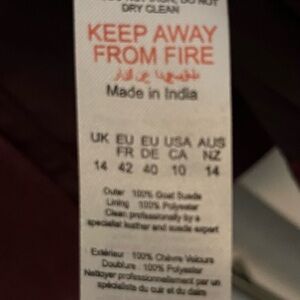 DRY CLEAN
KEEP AWAY
FROM FIRE
Made in India
UK EU EU USA AUS
FR DE CA NZ
14 42 40 10 14
Outer 100% Goat Suede
Lining 100% Polyester
Clean professionally by a
specialist leather and suede expert
Extérieur 100% Chèvre Velours
Doublure 100% Polyester
Nettoyer professionnellement par un
spécialiste du cuir et du daim